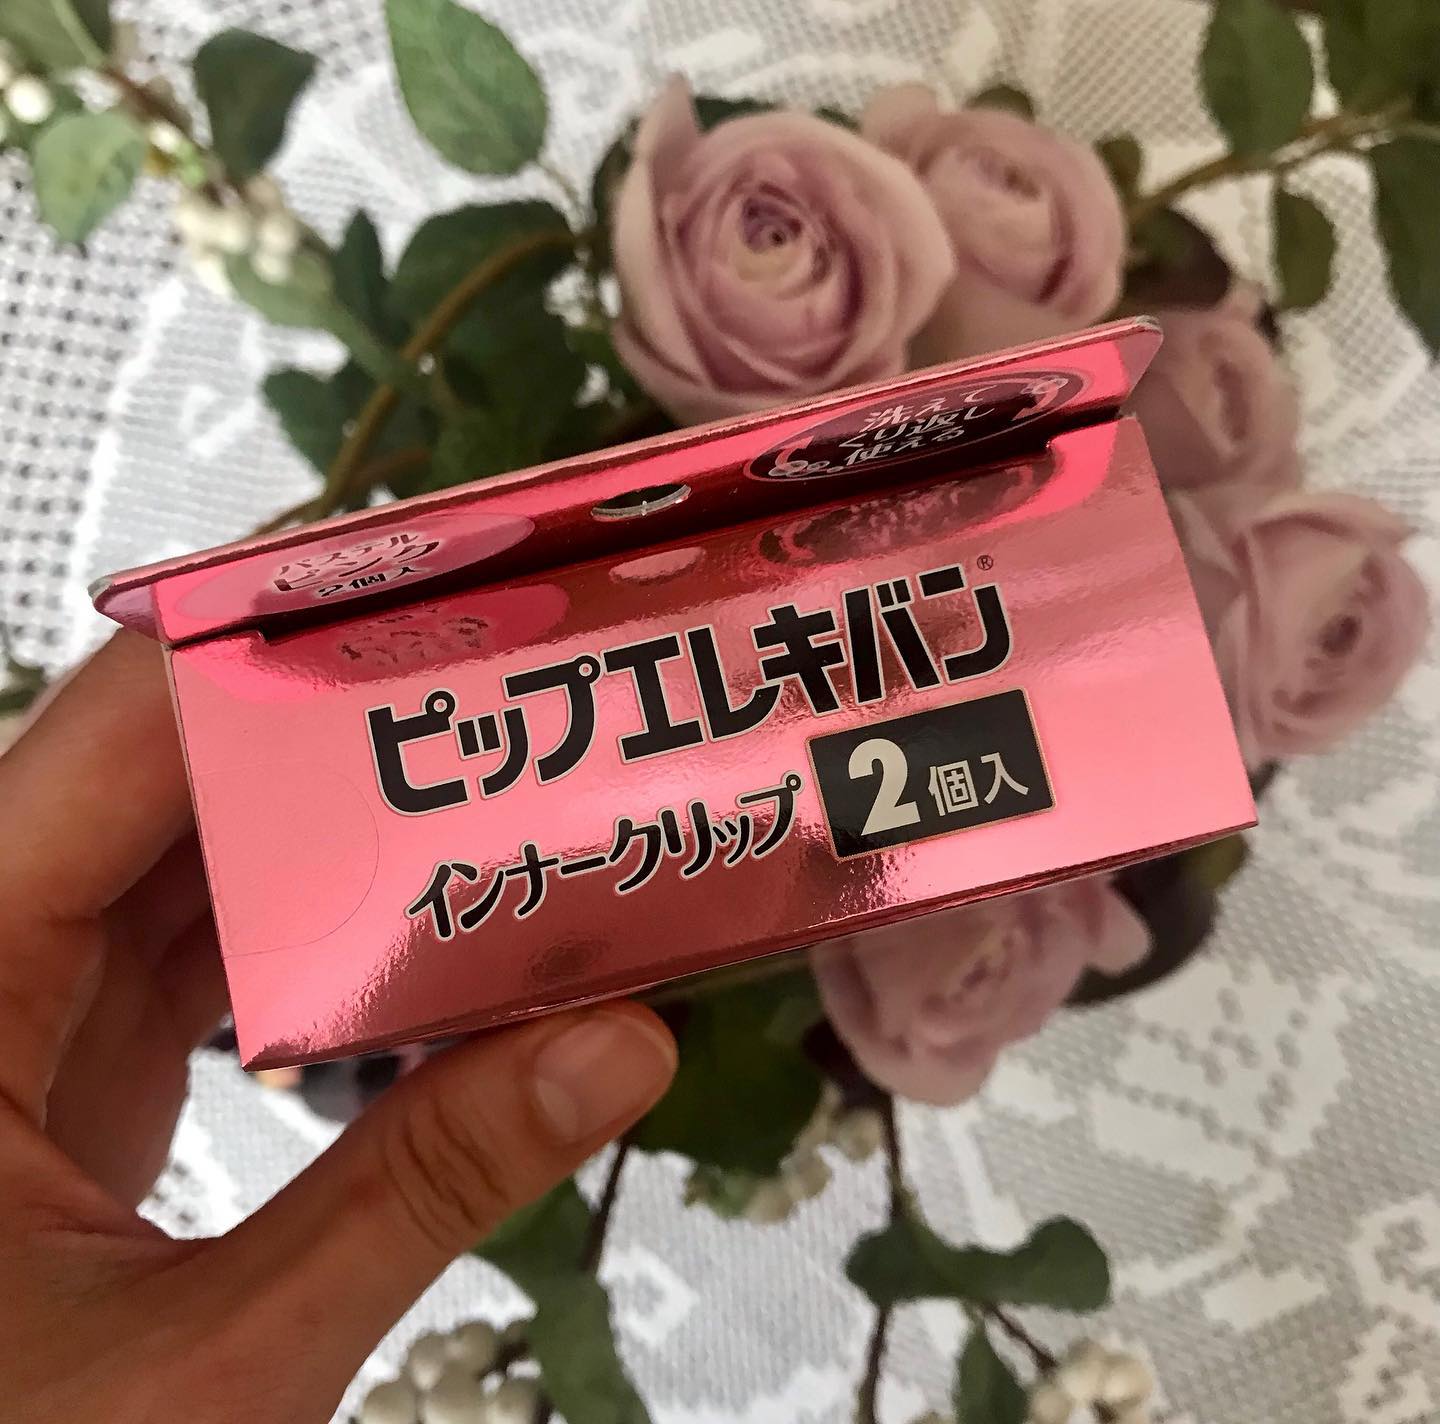 洗えて
くり返し
使える
パステル
ピンク
2個入
ピップエレキバン®
インナークリップ 2個入